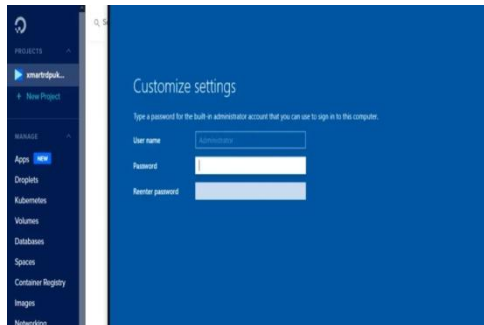 PROJECTS
xmartrdpuk...
+ New Project
MANAGE
Apps NEW
Droplets
Kubernetes
Volumes
Databases
Spaces
Container Registry
Images
Networking
S
Customize settings
Type a password for the built-in administrator account that you can use to sign in to this computer.
User name
Administrator
Password
Reenter password